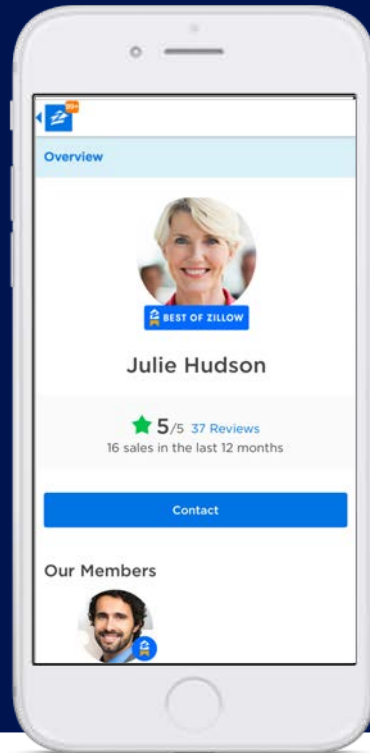 99+
Overview
BEST OF ZILLOW
Julie Hudson
5/5 37 Reviews
16 sales in the last 12 months
Contact
Our Members